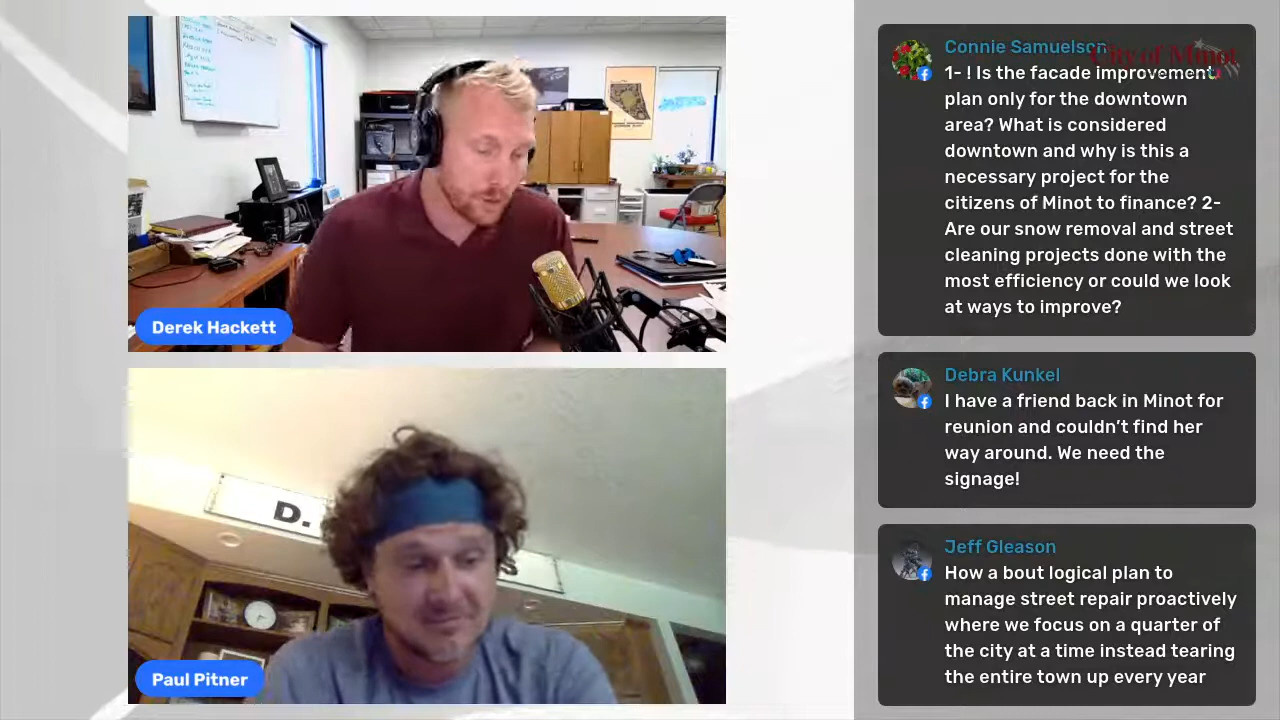 Derek Hackett
D.
Paul Pitner
City of Minot
Connie Samuelson
1- ! Is the facade improvement
plan only for the downtown
area? What is considered
downtown and why is this a
necessary project for the
citizens of Minot to finance? 2-
Are our snow removal and street
cleaning projects done with the
most efficiency or could we look
at ways to improve?
Debra Kunkel
I have a friend back in Minot for
reunion and couldn’t find her
way around. We need the
signage!
Jeff Gleason
How a bout logical plan to
manage street repair proactively
where we focus on a quarter of
the city at a time instead tearing
the entire town up every year